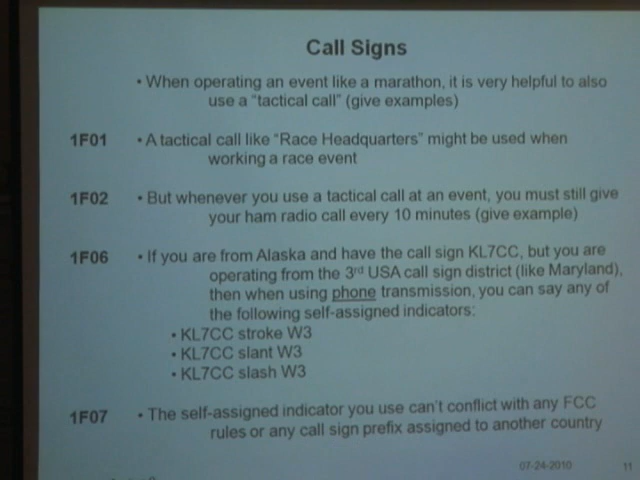 Call Signs
• When operating an event like a marathon, it is very helpful to also
use a "tactical call" (give examples)
1F01 • A tactical call like "Race Headquarters" might be used when
working a race event
1F02 • But whenever you use a tactical call at an event, you must still give
your ham radio call every 10 minutes (give example)
1F06 • If you are from Alaska and have the call sign KL7CC, but you are
operating from the 3rd USA call sign district (like Maryland),
then when using phone transmission, you can say any of
the following self-assigned indicators:
• KL7CC stroke W3
• KL7CC slant W3
• KL7CC slash W3
1F07 • The self-assigned indicator you use can't conflict with any FCC
rules or any call sign prefix assigned to another country
07-24-2010 11